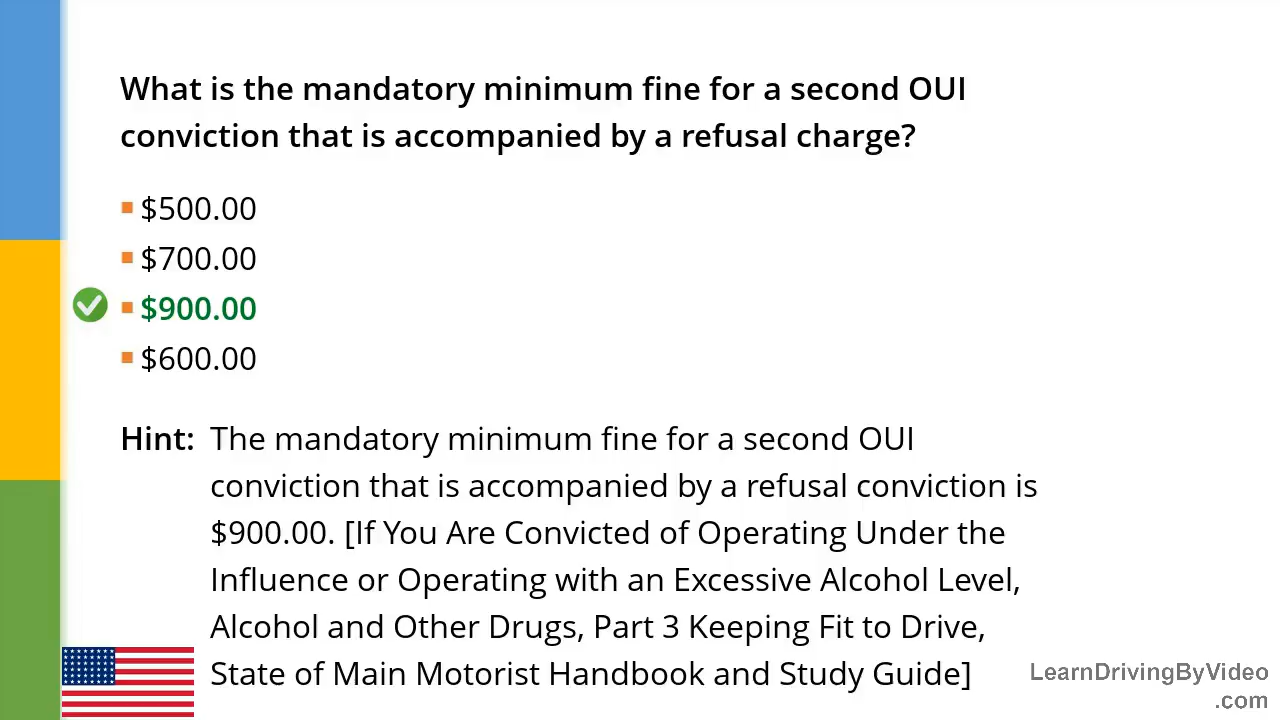 What is the mandatory minimum fine for a second OUI
conviction that is accompanied by a refusal charge?
$500.00
$700.00
$900.00
$600.00
Hint: The mandatory minimum fine for a second OUI
conviction that is accompanied by a refusal conviction is
$900.00. [If You Are Convicted of Operating Under the
Influence or Operating with an Excessive Alcohol Level,
Alcohol and Other Drugs, Part 3 Keeping Fit to Drive,
State of Main Motorist Handbook and Study Guide]
LearnDrivingByVideo
.com